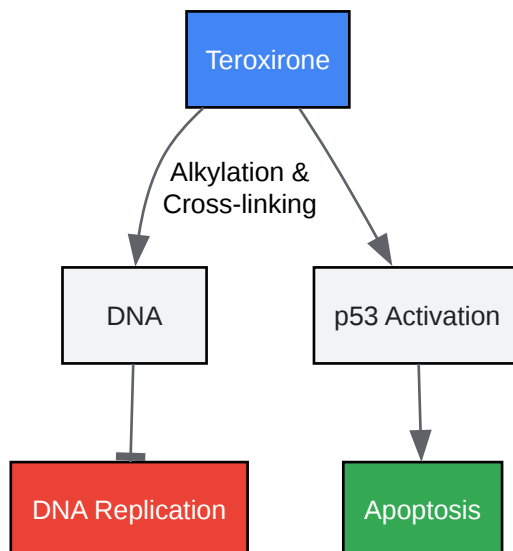 Teroxirone
Alkylation &
Cross-linking
DNA
p53 Activation
DNA Replication
Apoptosis